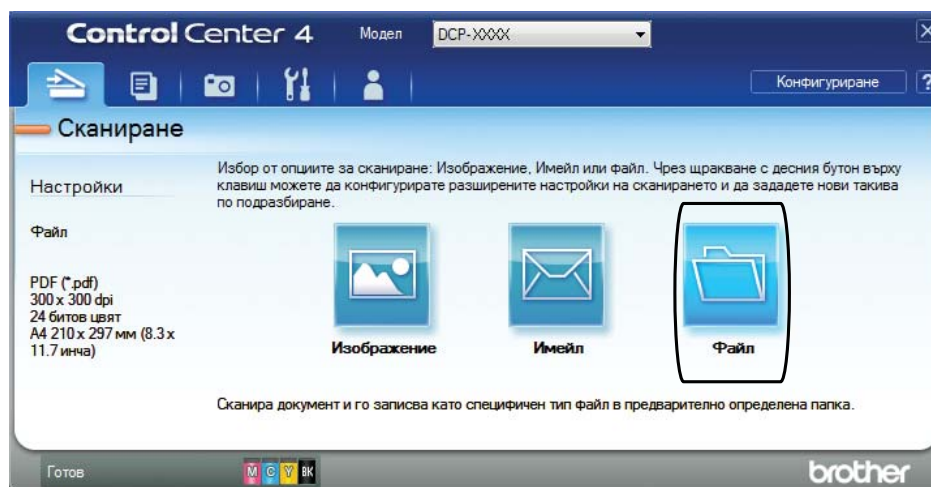 Control Center 4
Модел
DCP-XXXX
Конфигуриране
?
Сканиране
Настройки
Файл
PDF (*.pdf)
300 x 300 dpi
24 битов цвят
A4 210 x 297 мм (8.3 x
11.7 инча)
Избор от опциите за сканиране: Изображение, Имейл или файл. Чрез щракване с десния бутон върху
клавиш можете да конфигурирате разширените настройки на сканирането и да зададете нови такива
по подразбиране.
Изображение
Имейл
Файл
Сканира документ и го записва като специфичен тип файл в предварително определена папка.
Готов
M C Y BK
brother